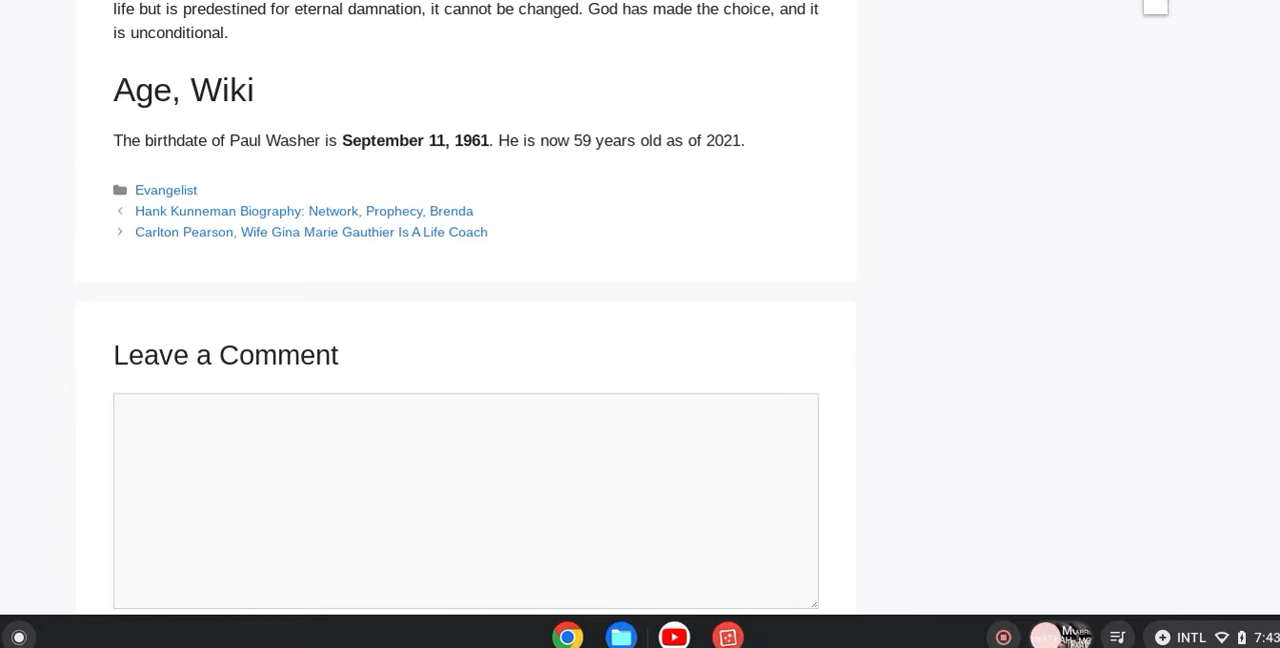 life but is predestined for eternal damnation, it cannot be changed. God has made the choice, and it
is unconditional.
Age, Wiki
The birthdate of Paul Washer is September 11, 1961. He is now 59 years old as of 2021.
Evangelist
Hank Kunneman Biography: Network, Prophecy, Brenda
Carlton Pearson, Wife Gina Marie Gauthier Is A Life Coach
Leave a Comment
INTL 7:43